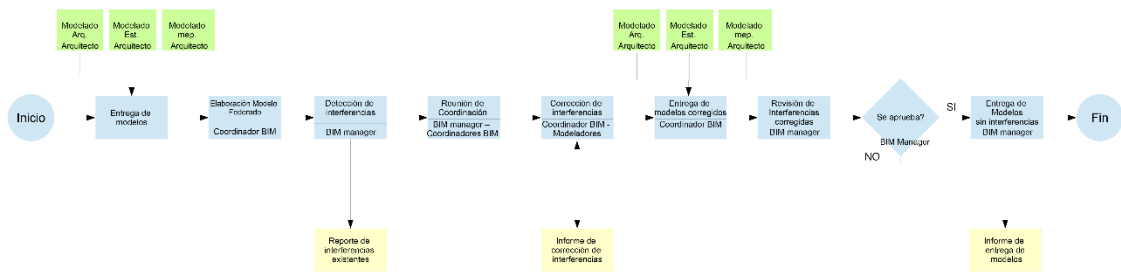 Modelado
Arq.
Arquitecto
Modelado
Est.
Arquitecto
Modelado
mep.
Arquitecto
Modelado
Arq.
Arquitecto
Modelado
Est.
Arquitecto
Modelado
mep.
Arquitecto
Inicio
Entrega de
modelos
Elaboración Modelo
Federado
Coordinador BIM
Detección de
interferencias
BIM manager
Reunión de
Coordinación
BIM manager –
Coordinadores BIM
Corrección de
interferencias
Coordinador BIM -
Modeladores
Entrega de
modelos corregidos
Coordinador BIM
Revisión de
Interferencias
corregidas
BIM manager
Se aprueba?
BIM Manager
SI
NO
Entrega de
Modelos
sin interferencias
BIM manager
Fin
Reporte de
interferencias
existentes
Informe de
corrección de
interferencias
Informe de
entrega de
modelos